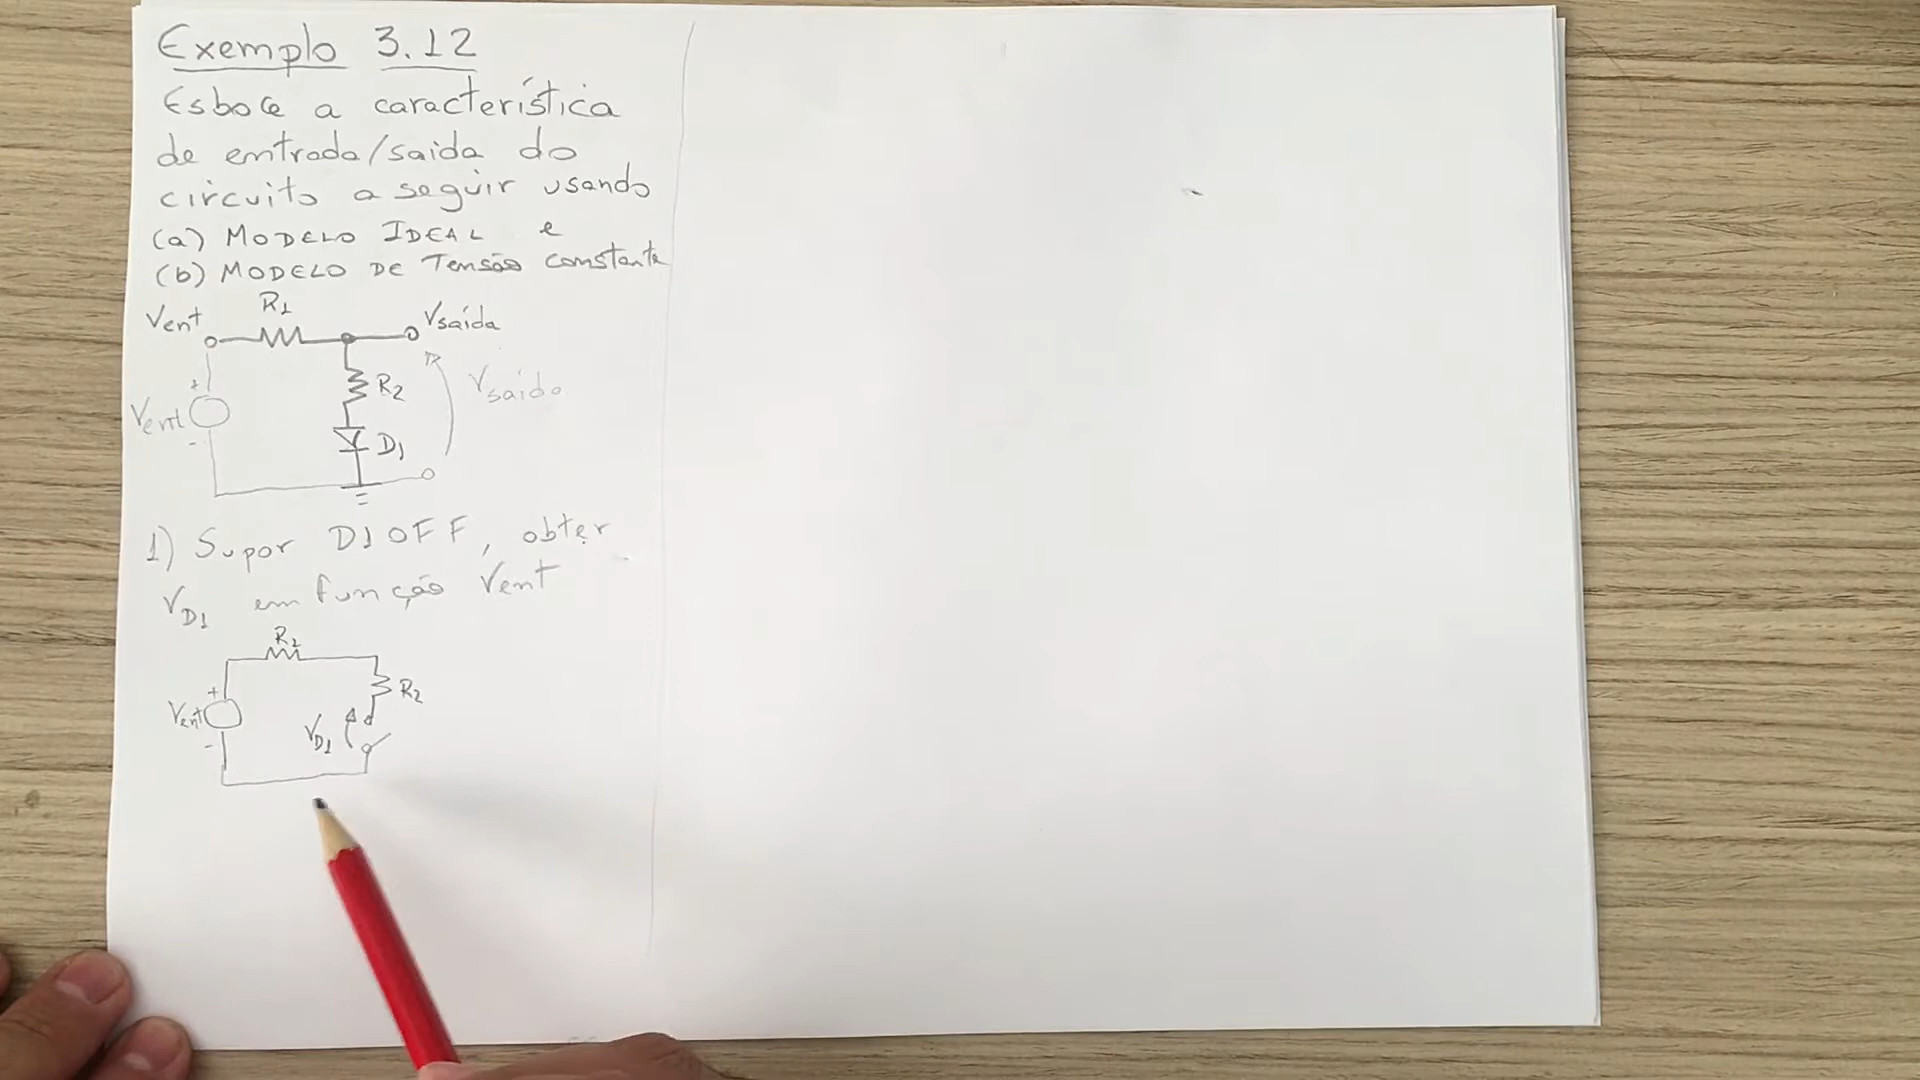 Exemplo 3.12
Esboce a característica
de entrada/saida do
circuito a seguir usando
(a) MODELO IDEAL e
(b) MODELO DE Tensão constante
R1
Vent
Vsaída
R2
Vsaída
Vent
+
-
D1
1) Supor D1 OFF, obter
VD1 em função Vent
R1
+
R2
Vent
VD1
-